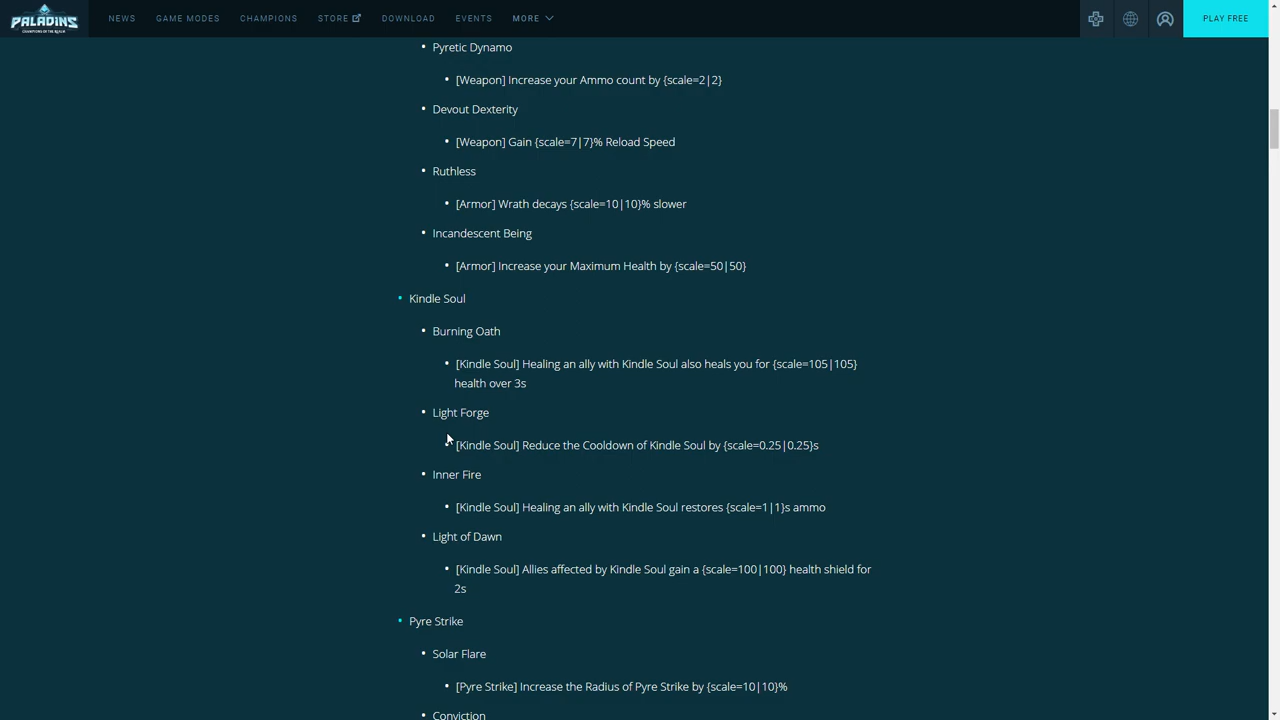 PALADINS
CHAMPIONS OF THE REALM
NEWS GAME MODES CHAMPIONS STORE DOWNLOAD EVENTS MORE PLAY FREE
• Pyretic Dynamo
• [Weapon] Increase your Ammo count by {scale=2|2}
• Devout Dexterity
• [Weapon] Gain {scale=7|7}% Reload Speed
• Ruthless
• [Armor] Wrath decays {scale=10|10}% slower
• Incandescent Being
• [Armor] Increase your Maximum Health by {scale=50|50}
• Kindle Soul
• Burning Oath
• [Kindle Soul] Healing an ally with Kindle Soul also heals you for {scale=105|105}
health over 3s
• Light Forge
• [Kindle Soul] Reduce the Cooldown of Kindle Soul by {scale=0.25|0.25}s
• Inner Fire
• [Kindle Soul] Healing an ally with Kindle Soul restores {scale=1|1}s ammo
• Light of Dawn
• [Kindle Soul] Allies affected by Kindle Soul gain a {scale=100|100} health shield for
2s
• Pyre Strike
• Solar Flare
• [Pyre Strike] Increase the Radius of Pyre Strike by {scale=10|10}%
• Conviction